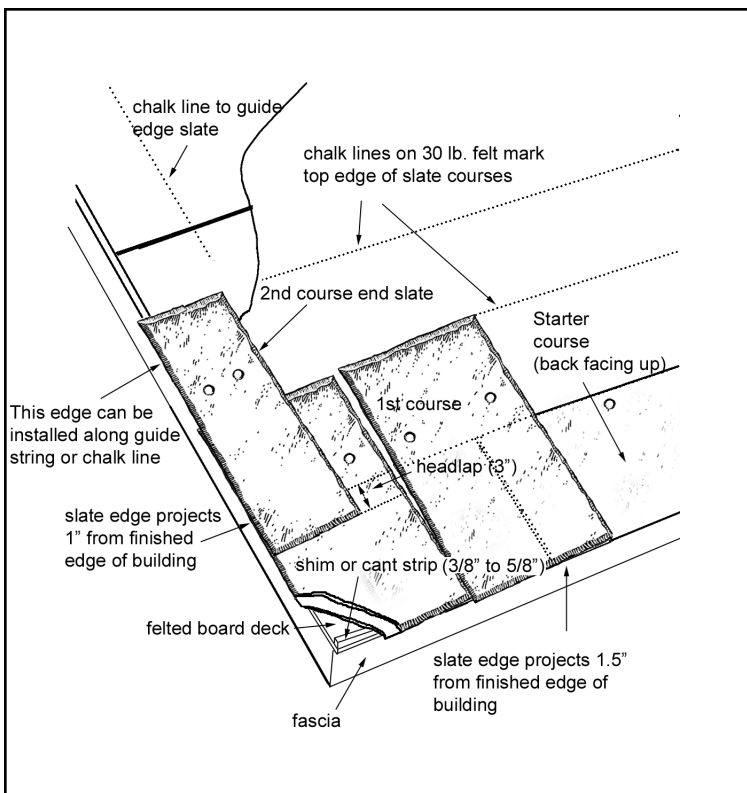 chalk line to guide
edge slate
chalk lines on 30 lb. felt mark
top edge of slate courses
2nd course end slate
Starter
course
(back facing up)
1st course
This edge can be
installed along guide
string or chalk line
headlap (3”)
slate edge projects
1” from finished
edge of building
shim or cant strip (3/8” to 5/8”)
felted board deck
slate edge projects 1.5”
from finished edge of
building
fascia